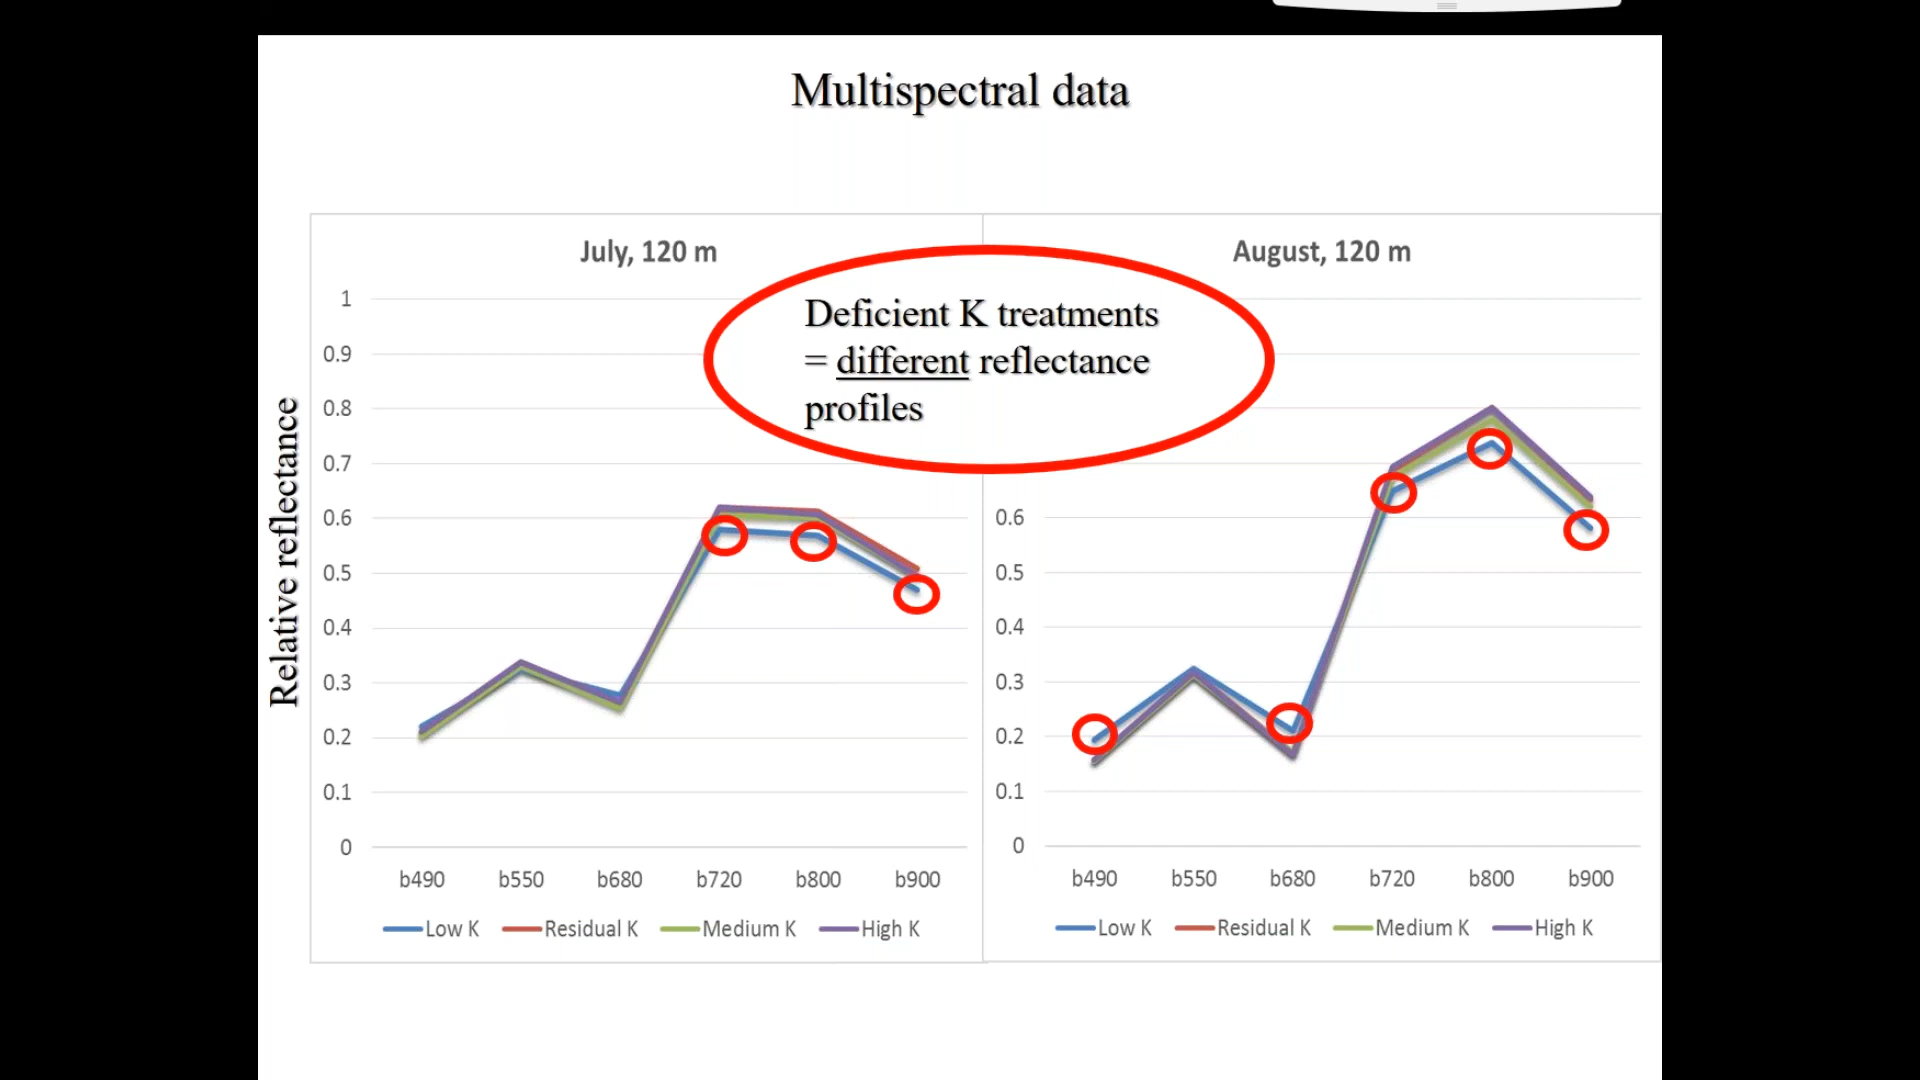 Multispectral data
Relative reflectance
July, 120 m
1
0.9
0.8
0.7
0.6
0.5
0.4
0.3
0.2
0.1
0
b490 b550 b680 b720 b800 b900
Low K Residual K Medium K High K
Deficient K treatments
= different reflectance
profiles
August, 120 m
0.6
0.5
0.4
0.3
0.2
0.1
0
b490 b550 b680 b720 b800 b900
Low K Residual K Medium K High K